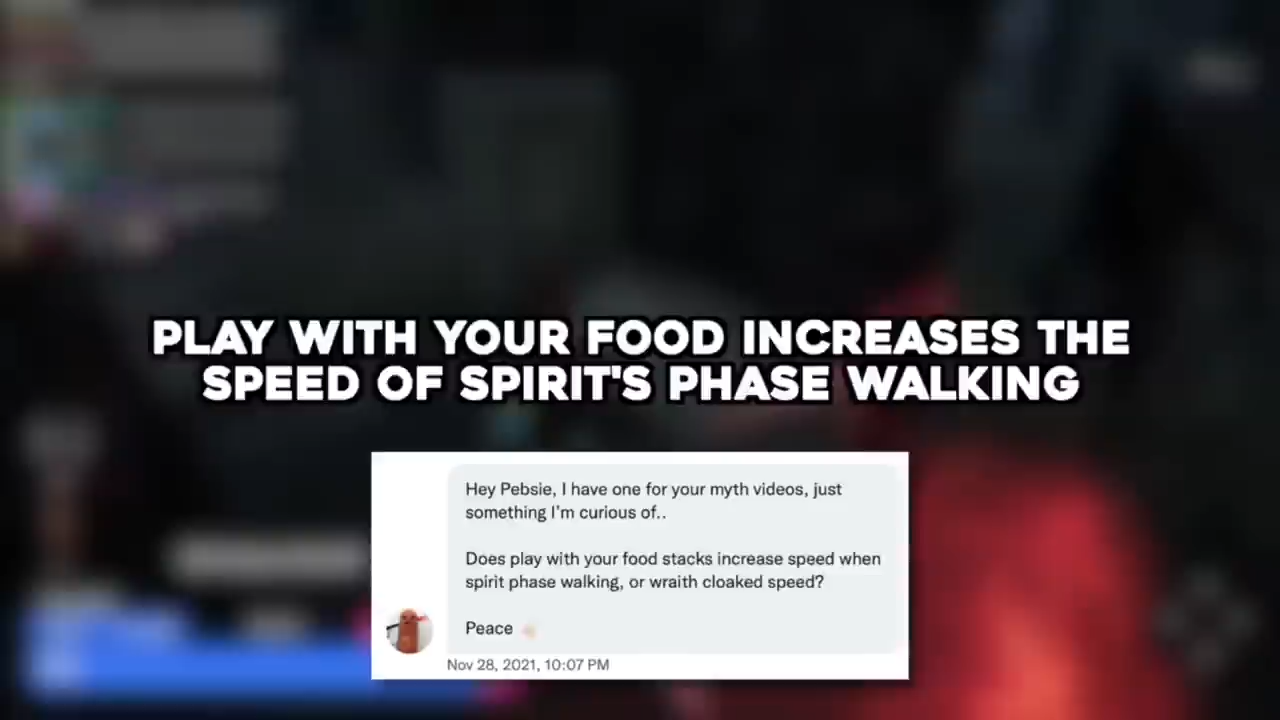 PLAY WITH YOUR FOOD INCREASES THE
SPEED OF SPIRIT'S PHASE WALKING
Hey Pebsie, I have one for your myth videos, just
something I'm curious of..
Does play with your food stacks increase speed when
spirit phase walking, or wraith cloaked speed?
Peace
Nov 28, 2021, 10:07 PM